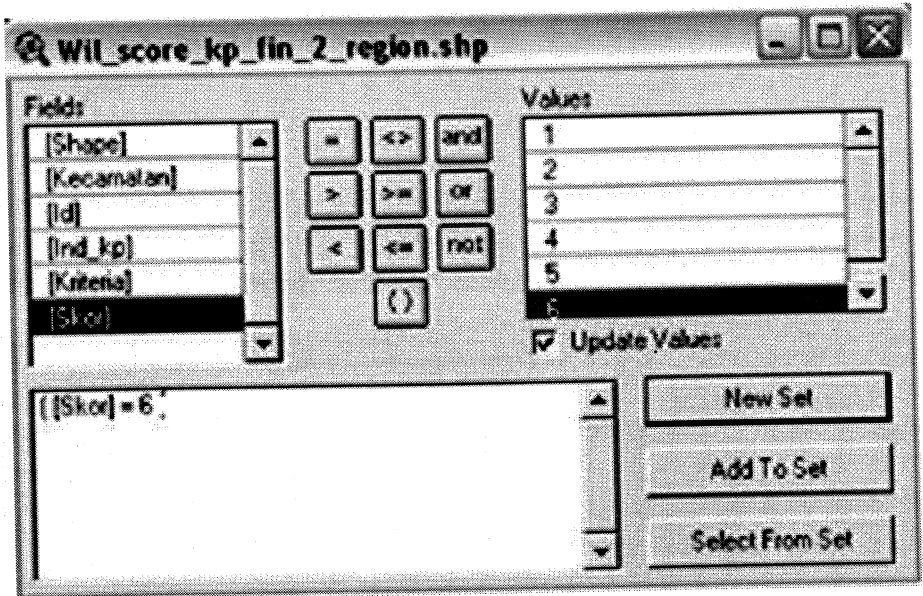 Wil_score_kp_fin_2_region.shp
Fields
[Shape]
[Kecamatan]
[Id]
[Ind_kp]
[Kriteria]
[Skor]
= <> and
> >= or
< <= not
()
Values
1
2
3
4
5
6
Update Values
( [Skor] = 6
New Set
Add To Set
Select From Set